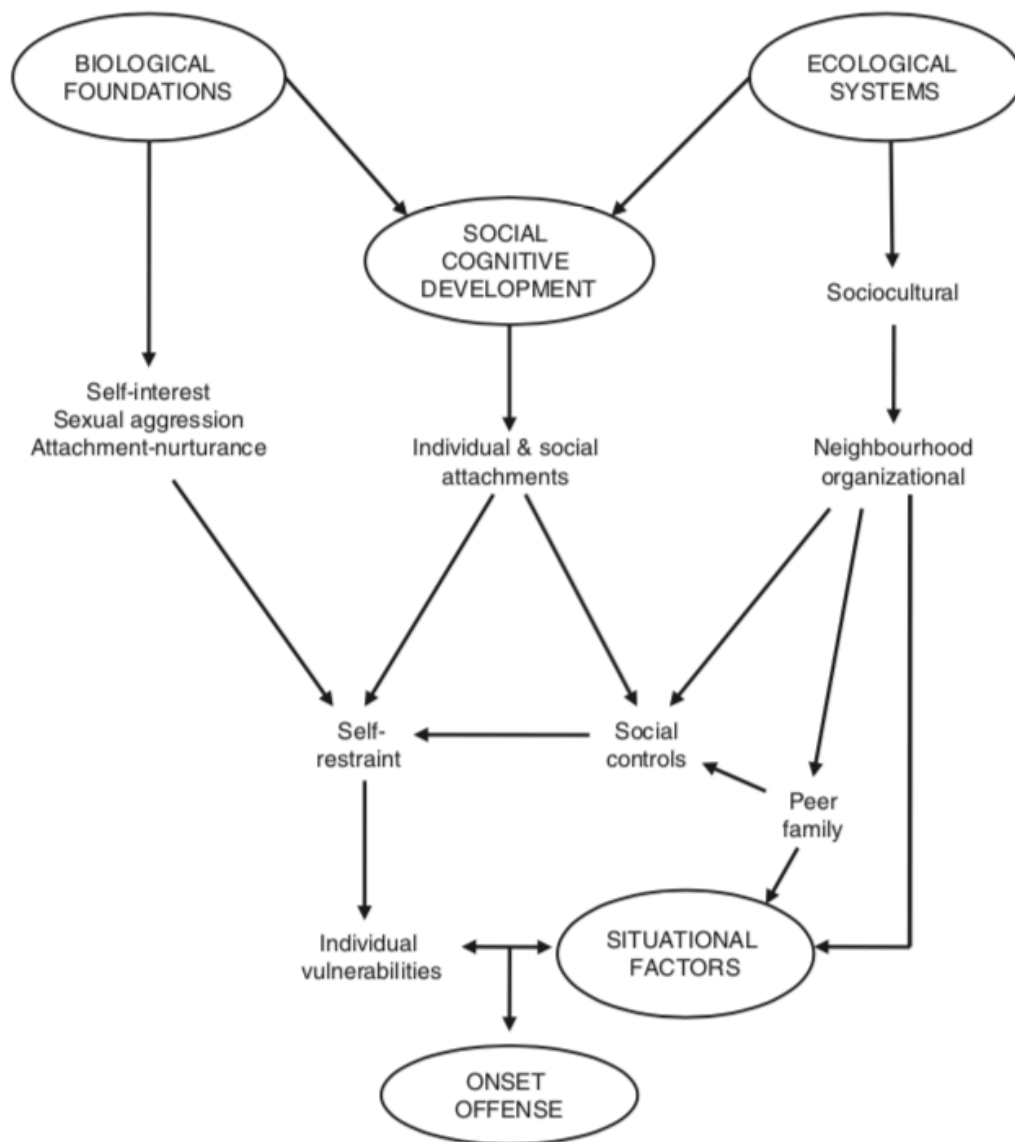 BIOLOGICAL
FOUNDATIONS
ECOLOGICAL
SYSTEMS
SOCIAL
COGNITIVE
DEVELOPMENT
Sociocultural
Self-interest
Sexual aggression
Attachment-nurturance
Individual & social
attachments
Neighbourhood
organizational
Self-
restraint
Social
controls
Peer
family
Individual
vulnerabilities
SITUATIONAL
FACTORS
ONSET
OFFENSE